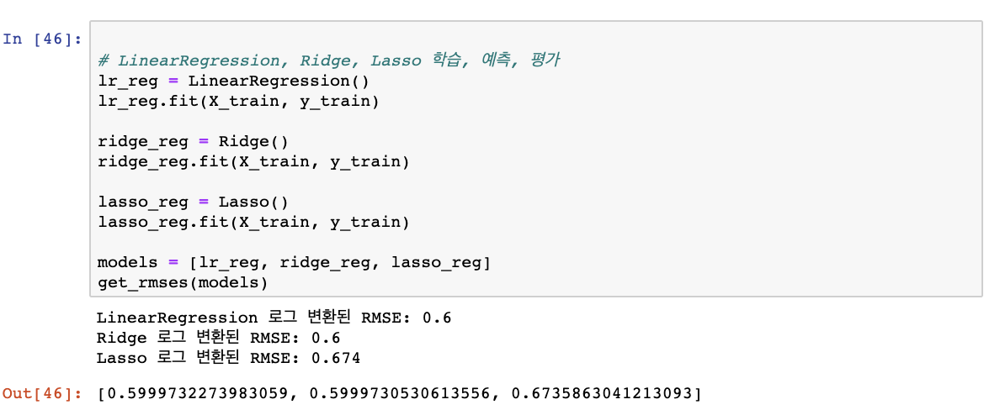 In [46]:
# LinearRegression, Ridge, Lasso 학습, 예측, 평가
lr_reg = LinearRegression()
lr_reg.fit(X_train, y_train)
ridge_reg = Ridge()
ridge_reg.fit(X_train, y_train)
lasso_reg = Lasso()
lasso_reg.fit(X_train, y_train)
models = [lr_reg, ridge_reg, lasso_reg]
get_rmses(models)
LinearRegression 로그 변환된 RMSE: 0.6
Ridge 로그 변환된 RMSE: 0.6
Lasso 로그 변환된 RMSE: 0.674
Out[46]: [0.5999732273983059, 0.5999730530613556, 0.6735863041213093]